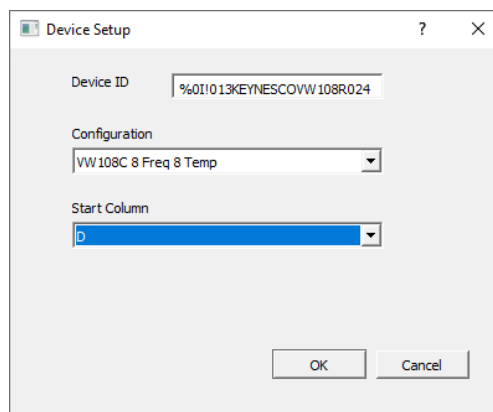 Device Setup ?
Device ID %0I!013KEYNESCOVW108R024
Configuration
VW108C 8 Freq 8 Temp
Start Column
D
OK Cancel